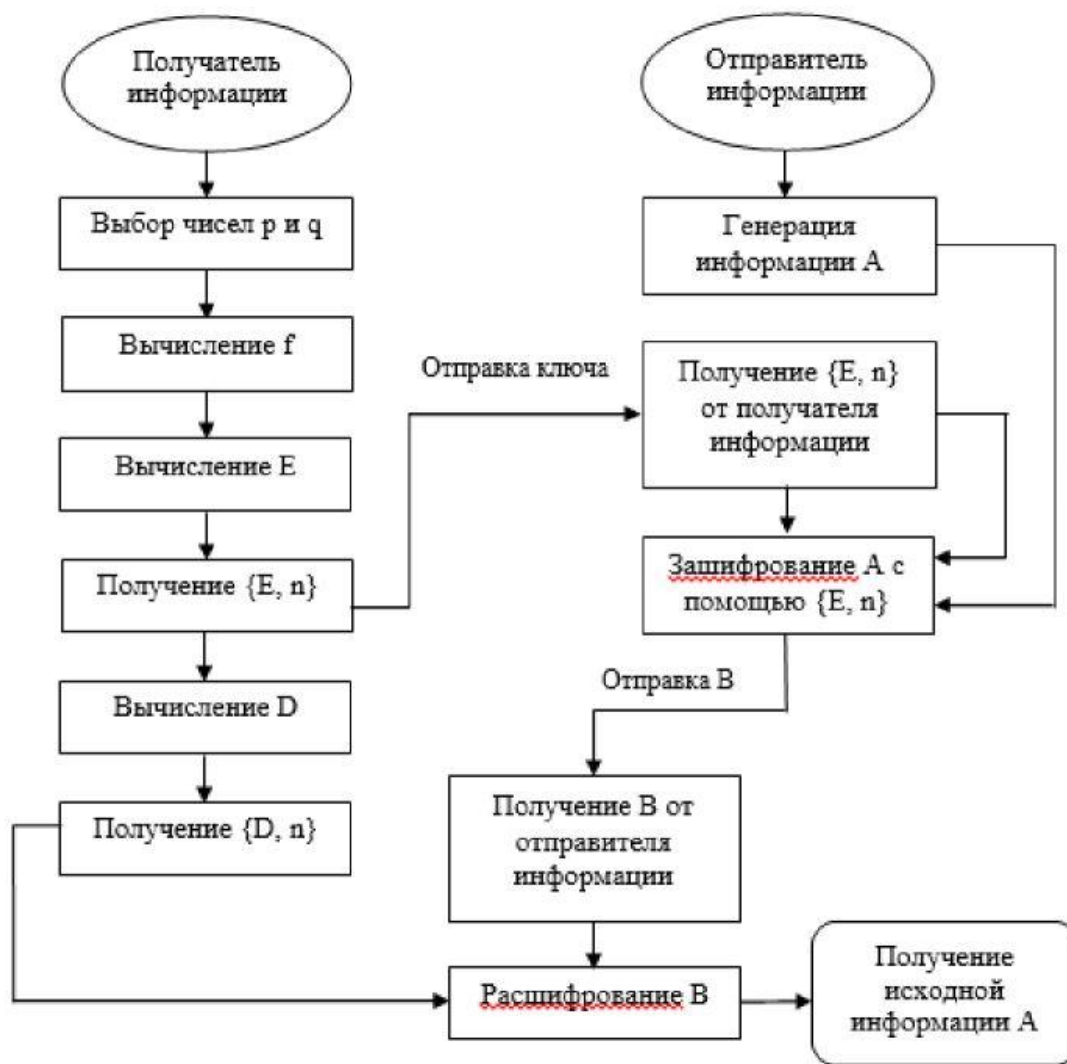 Получатель
информации
Выбор чисел p и q
Вычисление f
Вычисление E
Получение {E, n}
Вычисление D
Получение {D, n}
Отправка ключа
Отправитель
информации
Генерация
информации А
Получение {E, n}
от получателя
информации
Зашифрование А с
помощью {E, n}
Отправка В
Получение В от
отправителя
информации
Расшифрование В
Получение
исходной
информации А